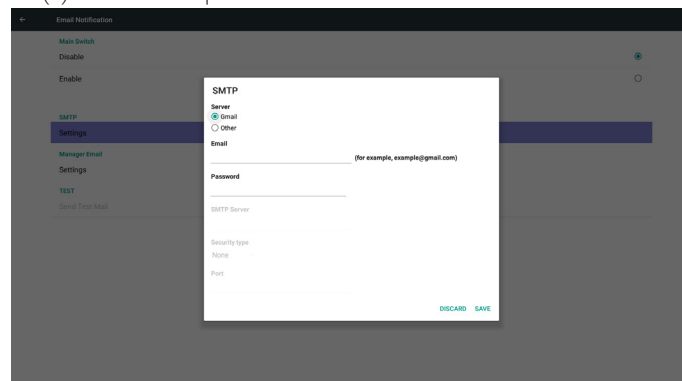 Email Notification
Main Switch
Disable
Enable
SMTP
Settings
Manager Email
Settings
TEST
Send Test Mail
SMTP
Server
Gmail
Other
Email
(for example, example@gmail.com)
Password
SMTP Server
Security type
None
Port
DISCARD SAVE